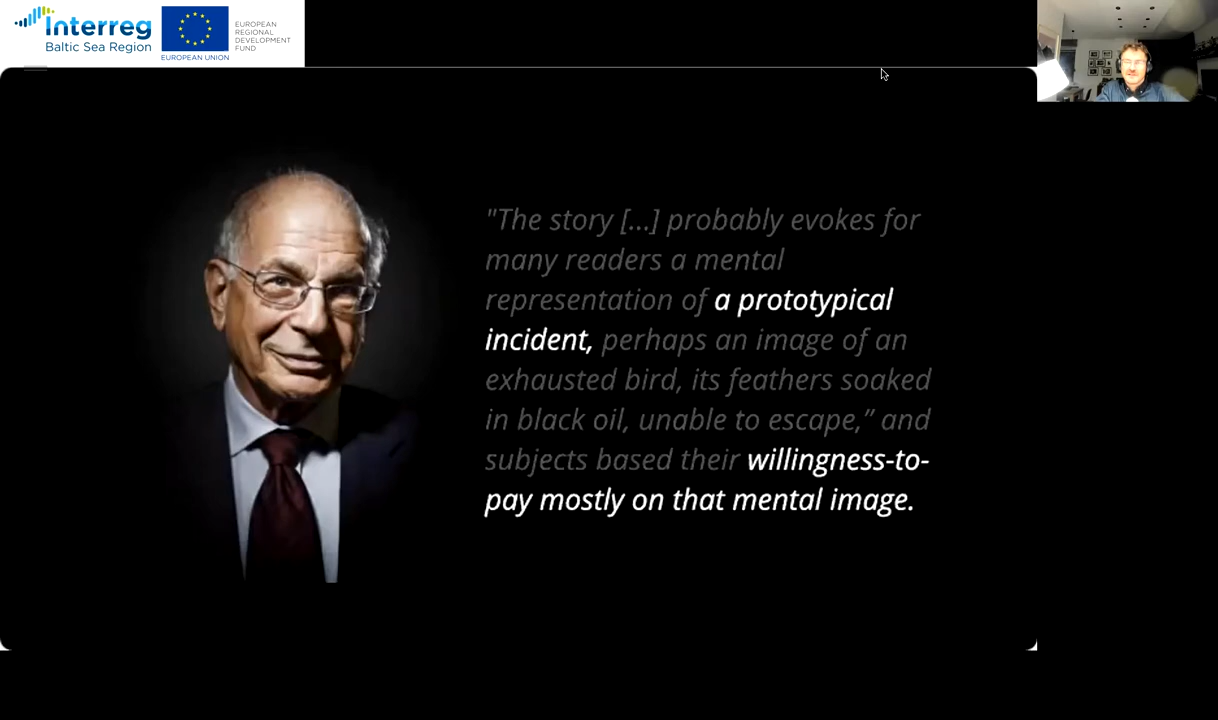 Interreg
Baltic Sea Region
EUROPEAN UNION
EUROPEAN
REGIONAL
DEVELOPMENT
FUND
"The story [...] probably evokes for
many readers a mental
representation of a prototypical
incident, perhaps an image of an
exhausted bird, its feathers soaked
in black oil, unable to escape,” and
subjects based their willingness-to-
pay mostly on that mental image.